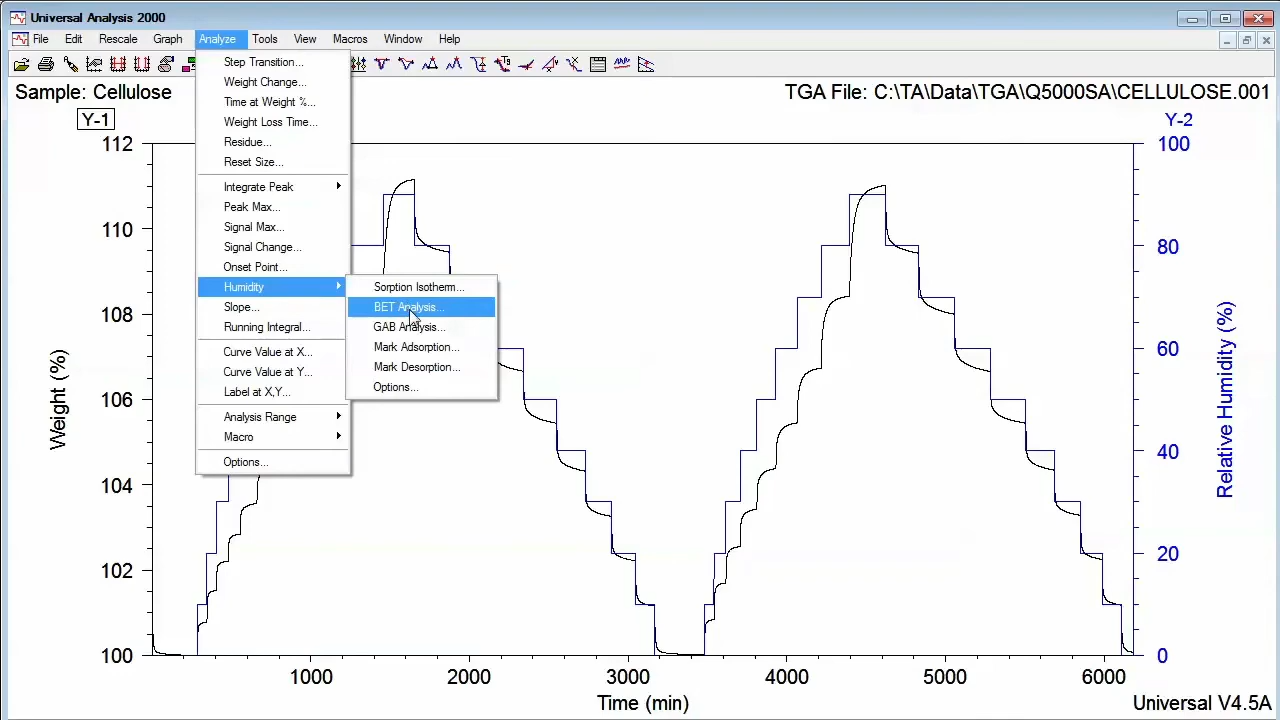 Universal Analysis 2000
File Edit Rescale Graph Analyze Tools View Macros Window Help
Sample: Cellulose
TGA File: C:\TA\Data\TGA\Q5000SA\CELLULOSE.001
Step Transition...
Weight Change...
Time at Weight %...
Weight Loss Time...
Residue...
Reset Size...
Integrate Peak
Peak Max...
Signal Max...
Signal Change...
Onset Point...
Humidity
Slope...
Running Integral...
Curve Value at X...
Curve Value at Y...
Label at X,Y...
Analysis Range
Macro
Options...
Sorption Isotherm...
BET Analysis...
GAB Analysis...
Mark Adsorption...
Mark Desorption...
Options...
Y-1
112
110
108
106
104
102
100
Weight (%)
Y-2
100
80
60
40
20
0
Relative Humidity (%)
1000 2000 3000 4000 5000 6000
Time (min)
Universal V4.5A